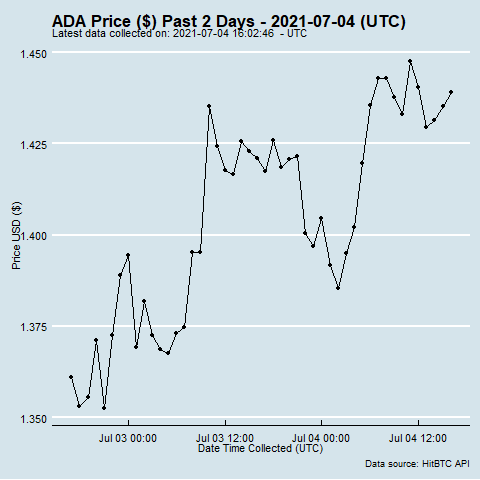 ADA Price ($) Past 2 Days - 2021-07-04 (UTC)
Latest data collected on: 2021-07-04 16:02:46  - UTC
1.450
1.425
1.400
1.375
1.350
Price USD ($)
Jul 03 00:00 Jul 03 12:00 Jul 04 00:00 Jul 04 12:00
Date Time Collected (UTC)
Data source: HitBTC API